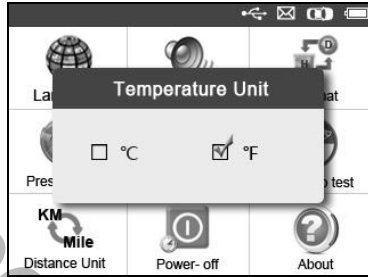 Temperature Unit
°C
°F
KM
Mile
Distance Unit
Power- off
About